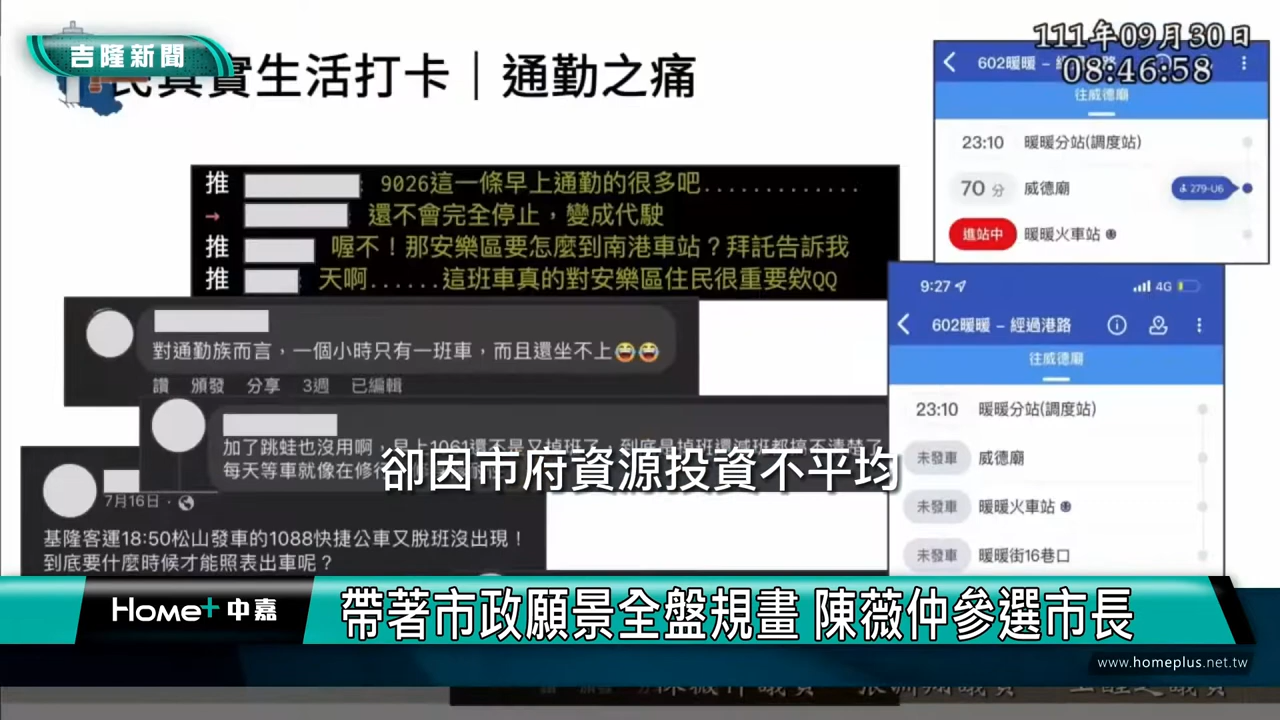 吉隆新聞
民真實生活打卡｜通勤之痛
111年09月30日
08:46:58
602暖暖 – 經過港路
往威德廟
23:10 暖暖分站(調度站)
70 分 威德廟 279-U6
進站中 暖暖火車站
推 : 9026這一條早上通勤的很多吧.............
→ 還不會完全停止，變成代駛
推 喔不！那安樂區要怎麼到南港車站？拜託告訴我
推 : 天啊......這班車真的對安樂區住民很重要欸QQ
對通勤族而言，一個小時只有一班車，而且還坐不上😂😂
讚 頒發 分享 3週 已編輯
加了跳蛙也沒用啊，早上1061還不是又掉班了，到底是掉班還減班都搞不清楚了
每天等車就像在修行
7月16日 ·
基隆客運18:50松山發車的1088快捷公車又脫班沒出現！
到底要什麼時候才能照表出車呢？
9:27 4G
602暖暖 – 經過港路
往威德廟
23:10 暖暖分站(調度站)
未發車 威德廟
未發車 暖暖火車站
未發車 暖暖街16巷口
卻因市府資源投資不平均
Home+ 中嘉
帶著市政願景全盤規畫 陳薇仲參選市長
www.homeplus.net.tw